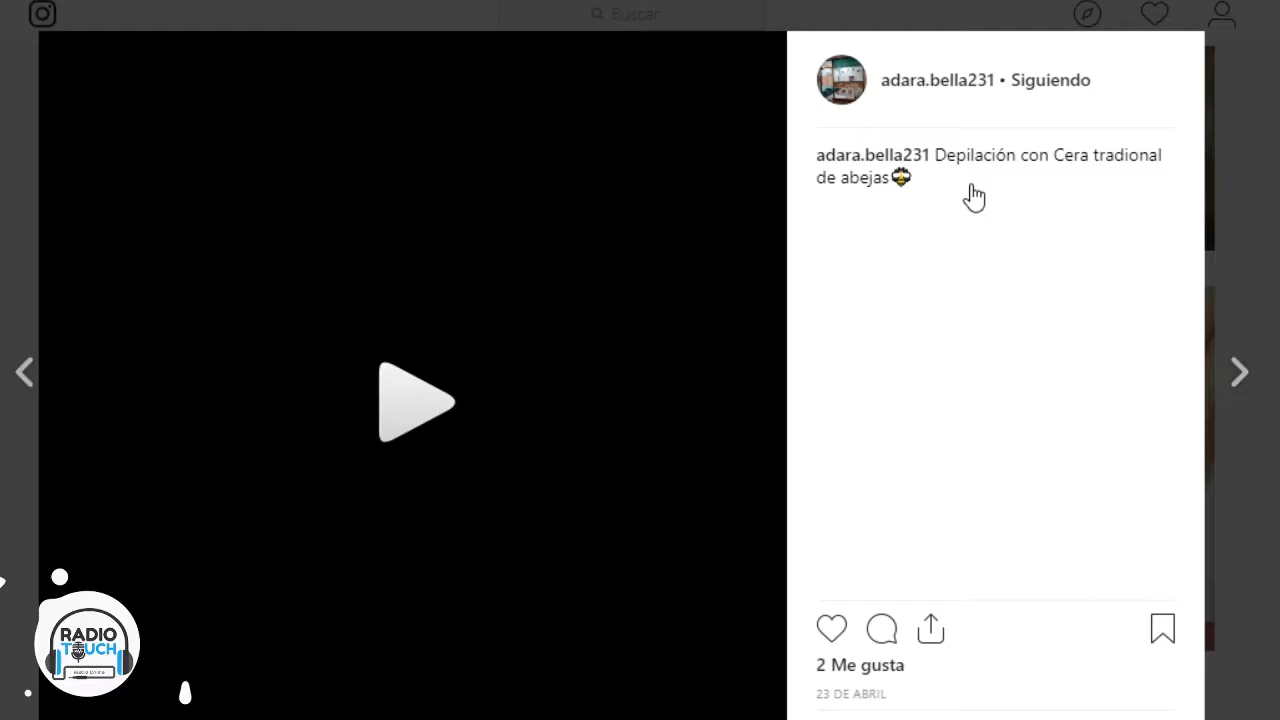 Buscar
adara.bella231 • Siguiendo
adara.bella231 Depilación con Cera tradional
de abejas
2 Me gusta
23 DE ABRIL
RADIO
TOUCH